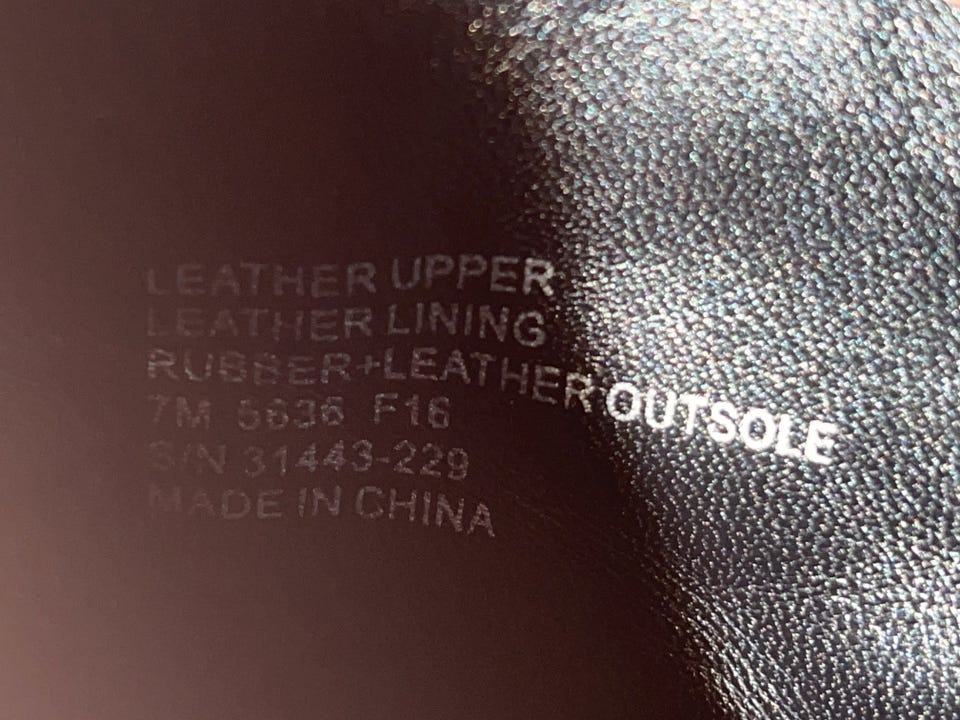 LEATHER UPPER
LEATHER LINING
RUBBER+LEATHER OUTSOLE
7M 5636 F16
S/N 31443-229
MADE IN CHINA